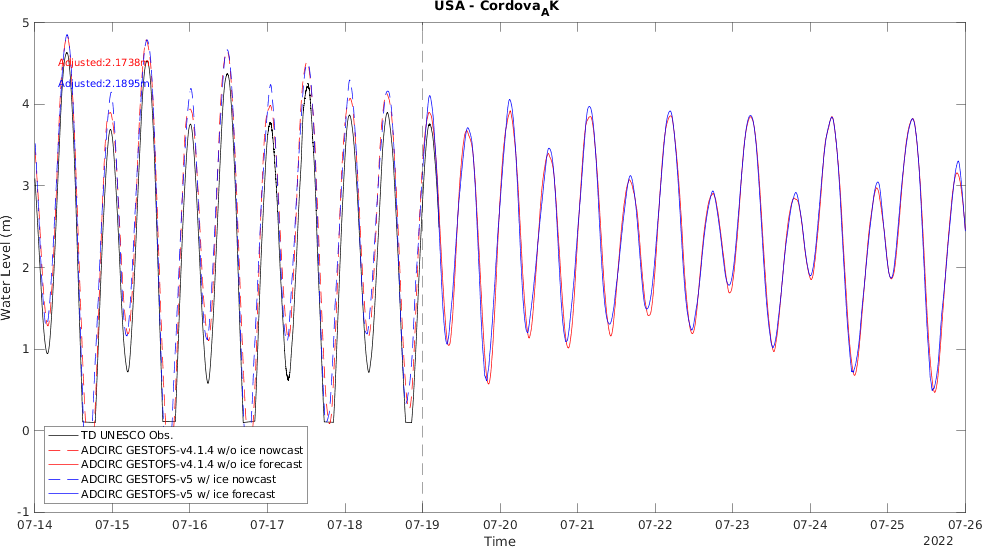 USA - Cordova_AK
5
Adjusted:2.1738m
Adjusted:2.1895m
4
3
Water Level (m)
2
1
0
TD UNESCO Obs.
ADCIRC GESTOFS-v4.1.4 w/o ice nowcast
ADCIRC GESTOFS-v4.1.4 w/o ice forecast
ADCIRC GESTOFS-v5 w/ ice nowcast
ADCIRC GESTOFS-v5 w/ ice forecast
-1
07-14 07-15 07-16 07-17 07-18 07-19 07-20 07-21 07-22 07-23 07-24 07-25 07-26
Time
2022